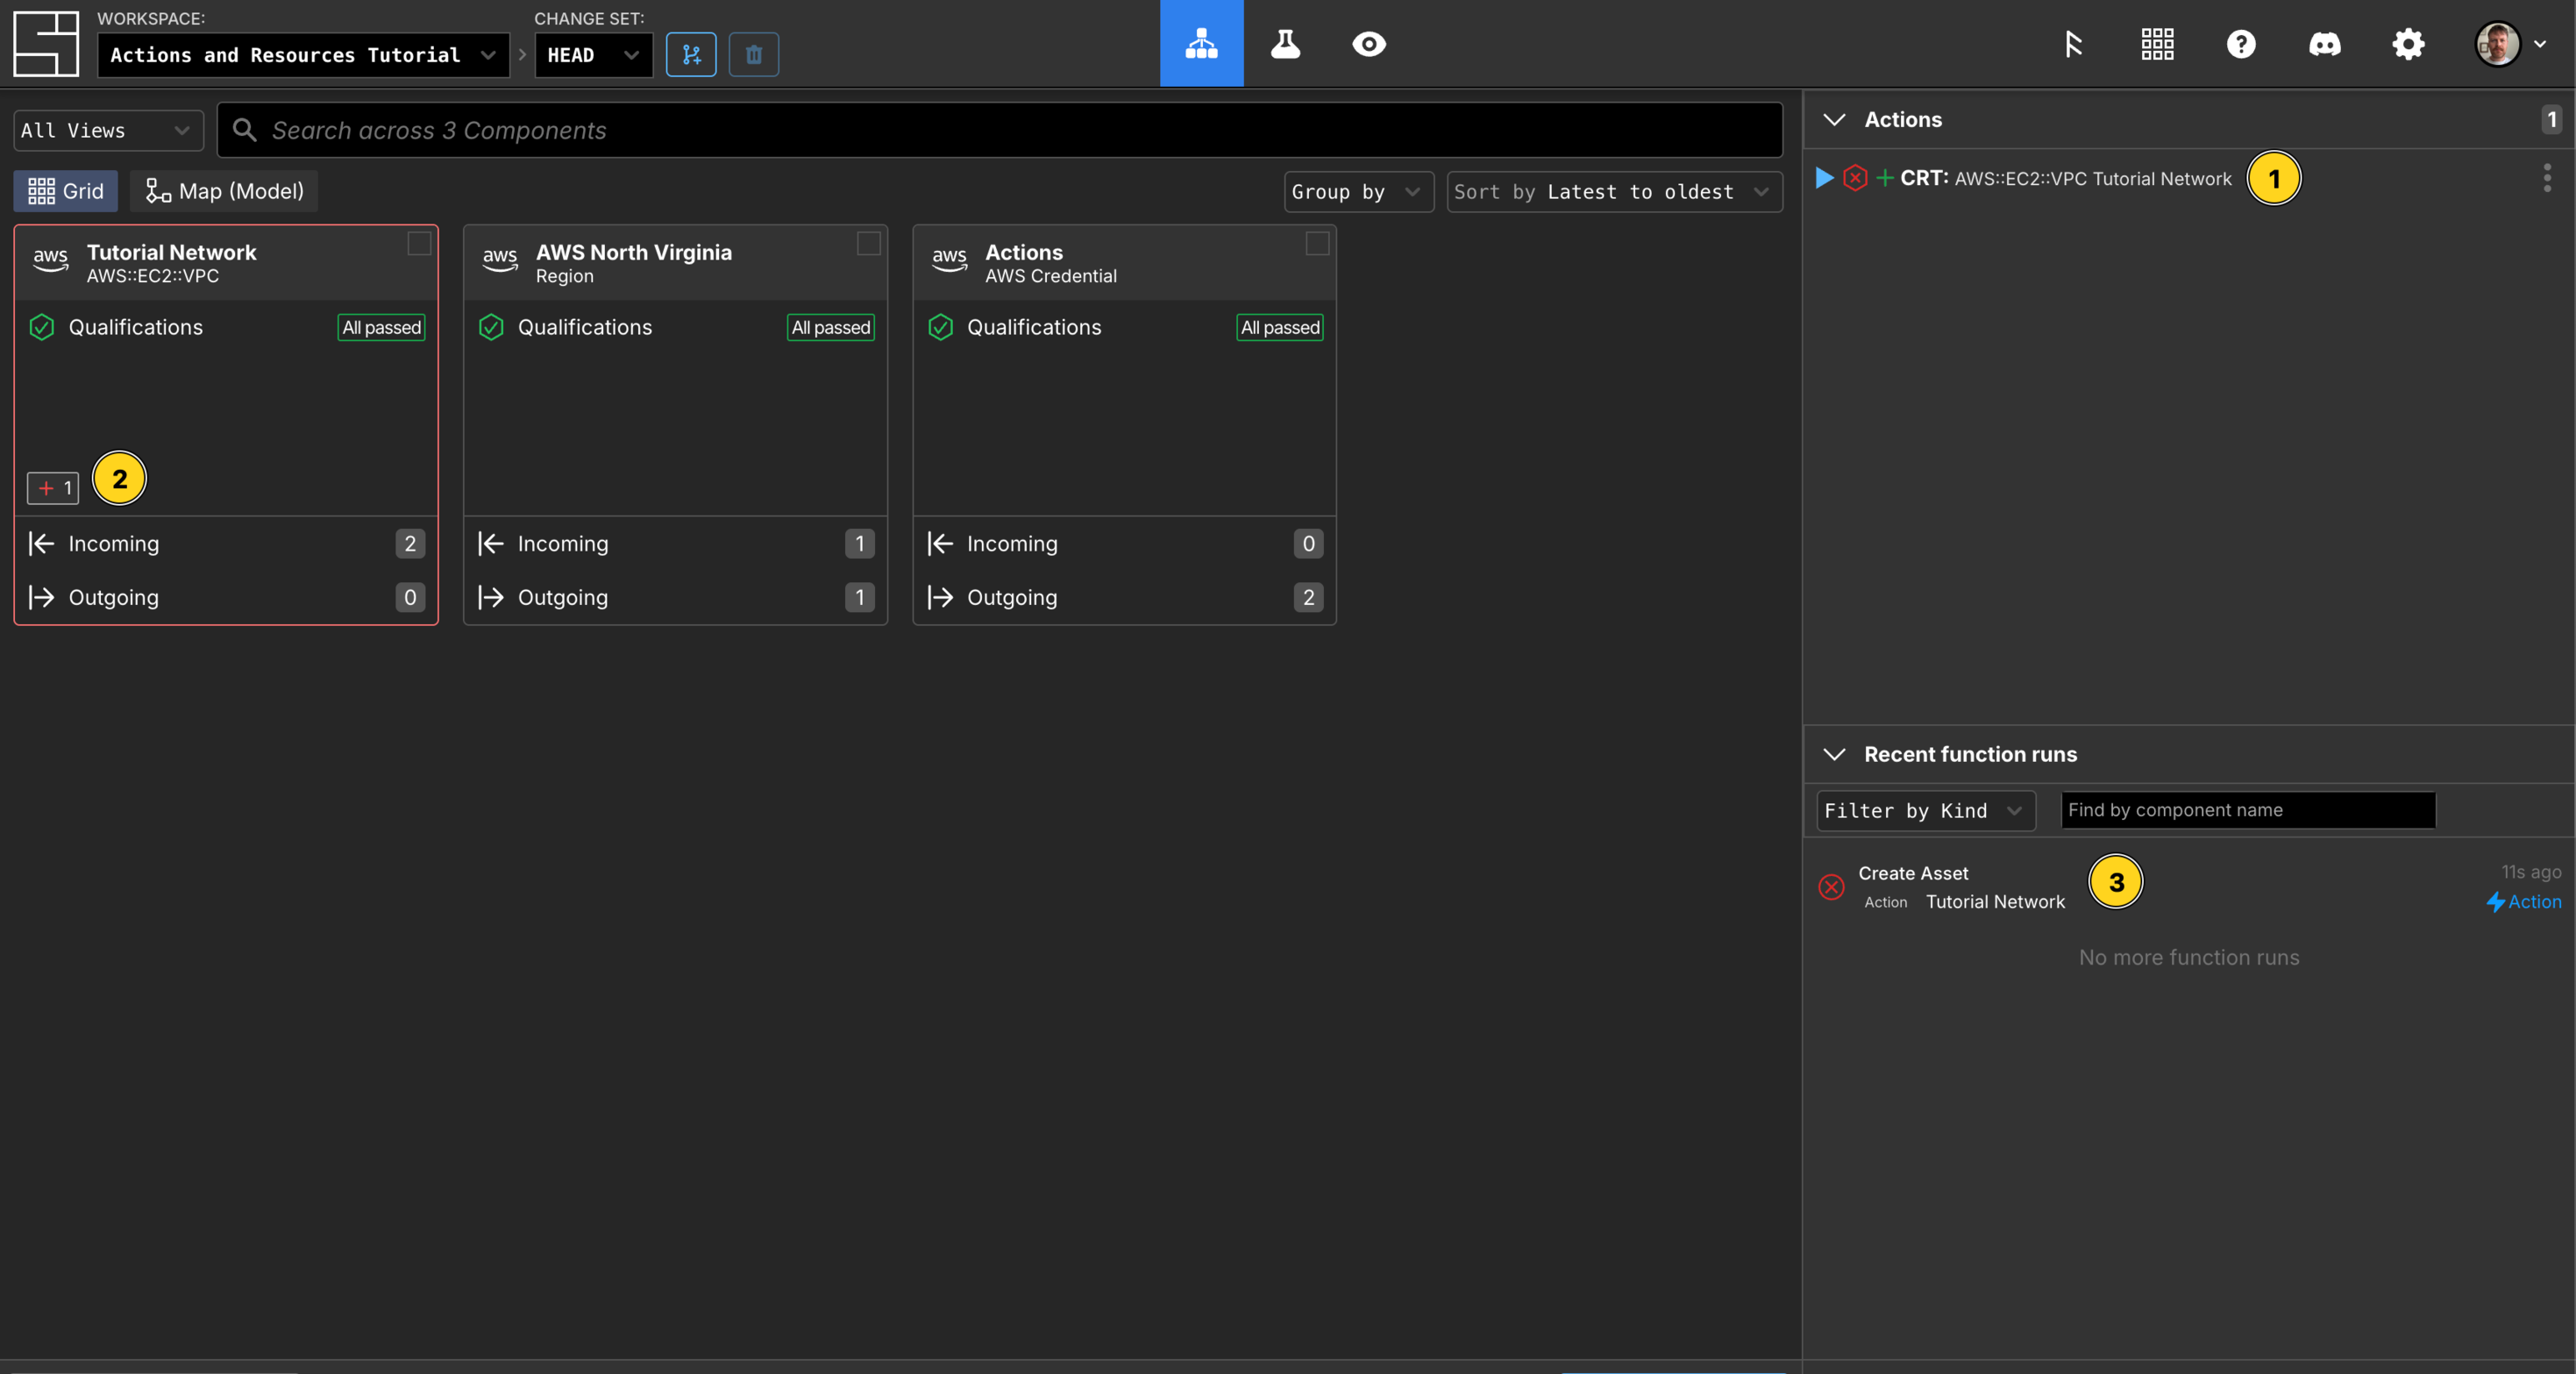 WORKSPACE:
Actions and Resources Tutorial
CHANGE SET:
HEAD
All Views
Search across 3 Components
Grid
Map (Model)
Group by
Sort by Latest to oldest
aws
Tutorial Network
AWS::EC2::VPC
Qualifications
All passed
+ 1
2
Incoming
2
Outgoing
0
aws
AWS North Virginia
Region
Qualifications
All passed
Incoming
1
Outgoing
1
aws
Actions
AWS Credential
Qualifications
All passed
Incoming
0
Outgoing
2
Actions
1
+ CRT: AWS::EC2::VPC Tutorial Network
1
Recent function runs
Filter by Kind
Find by component name
Create Asset
11s ago
Action Tutorial Network
3
Action
No more function runs